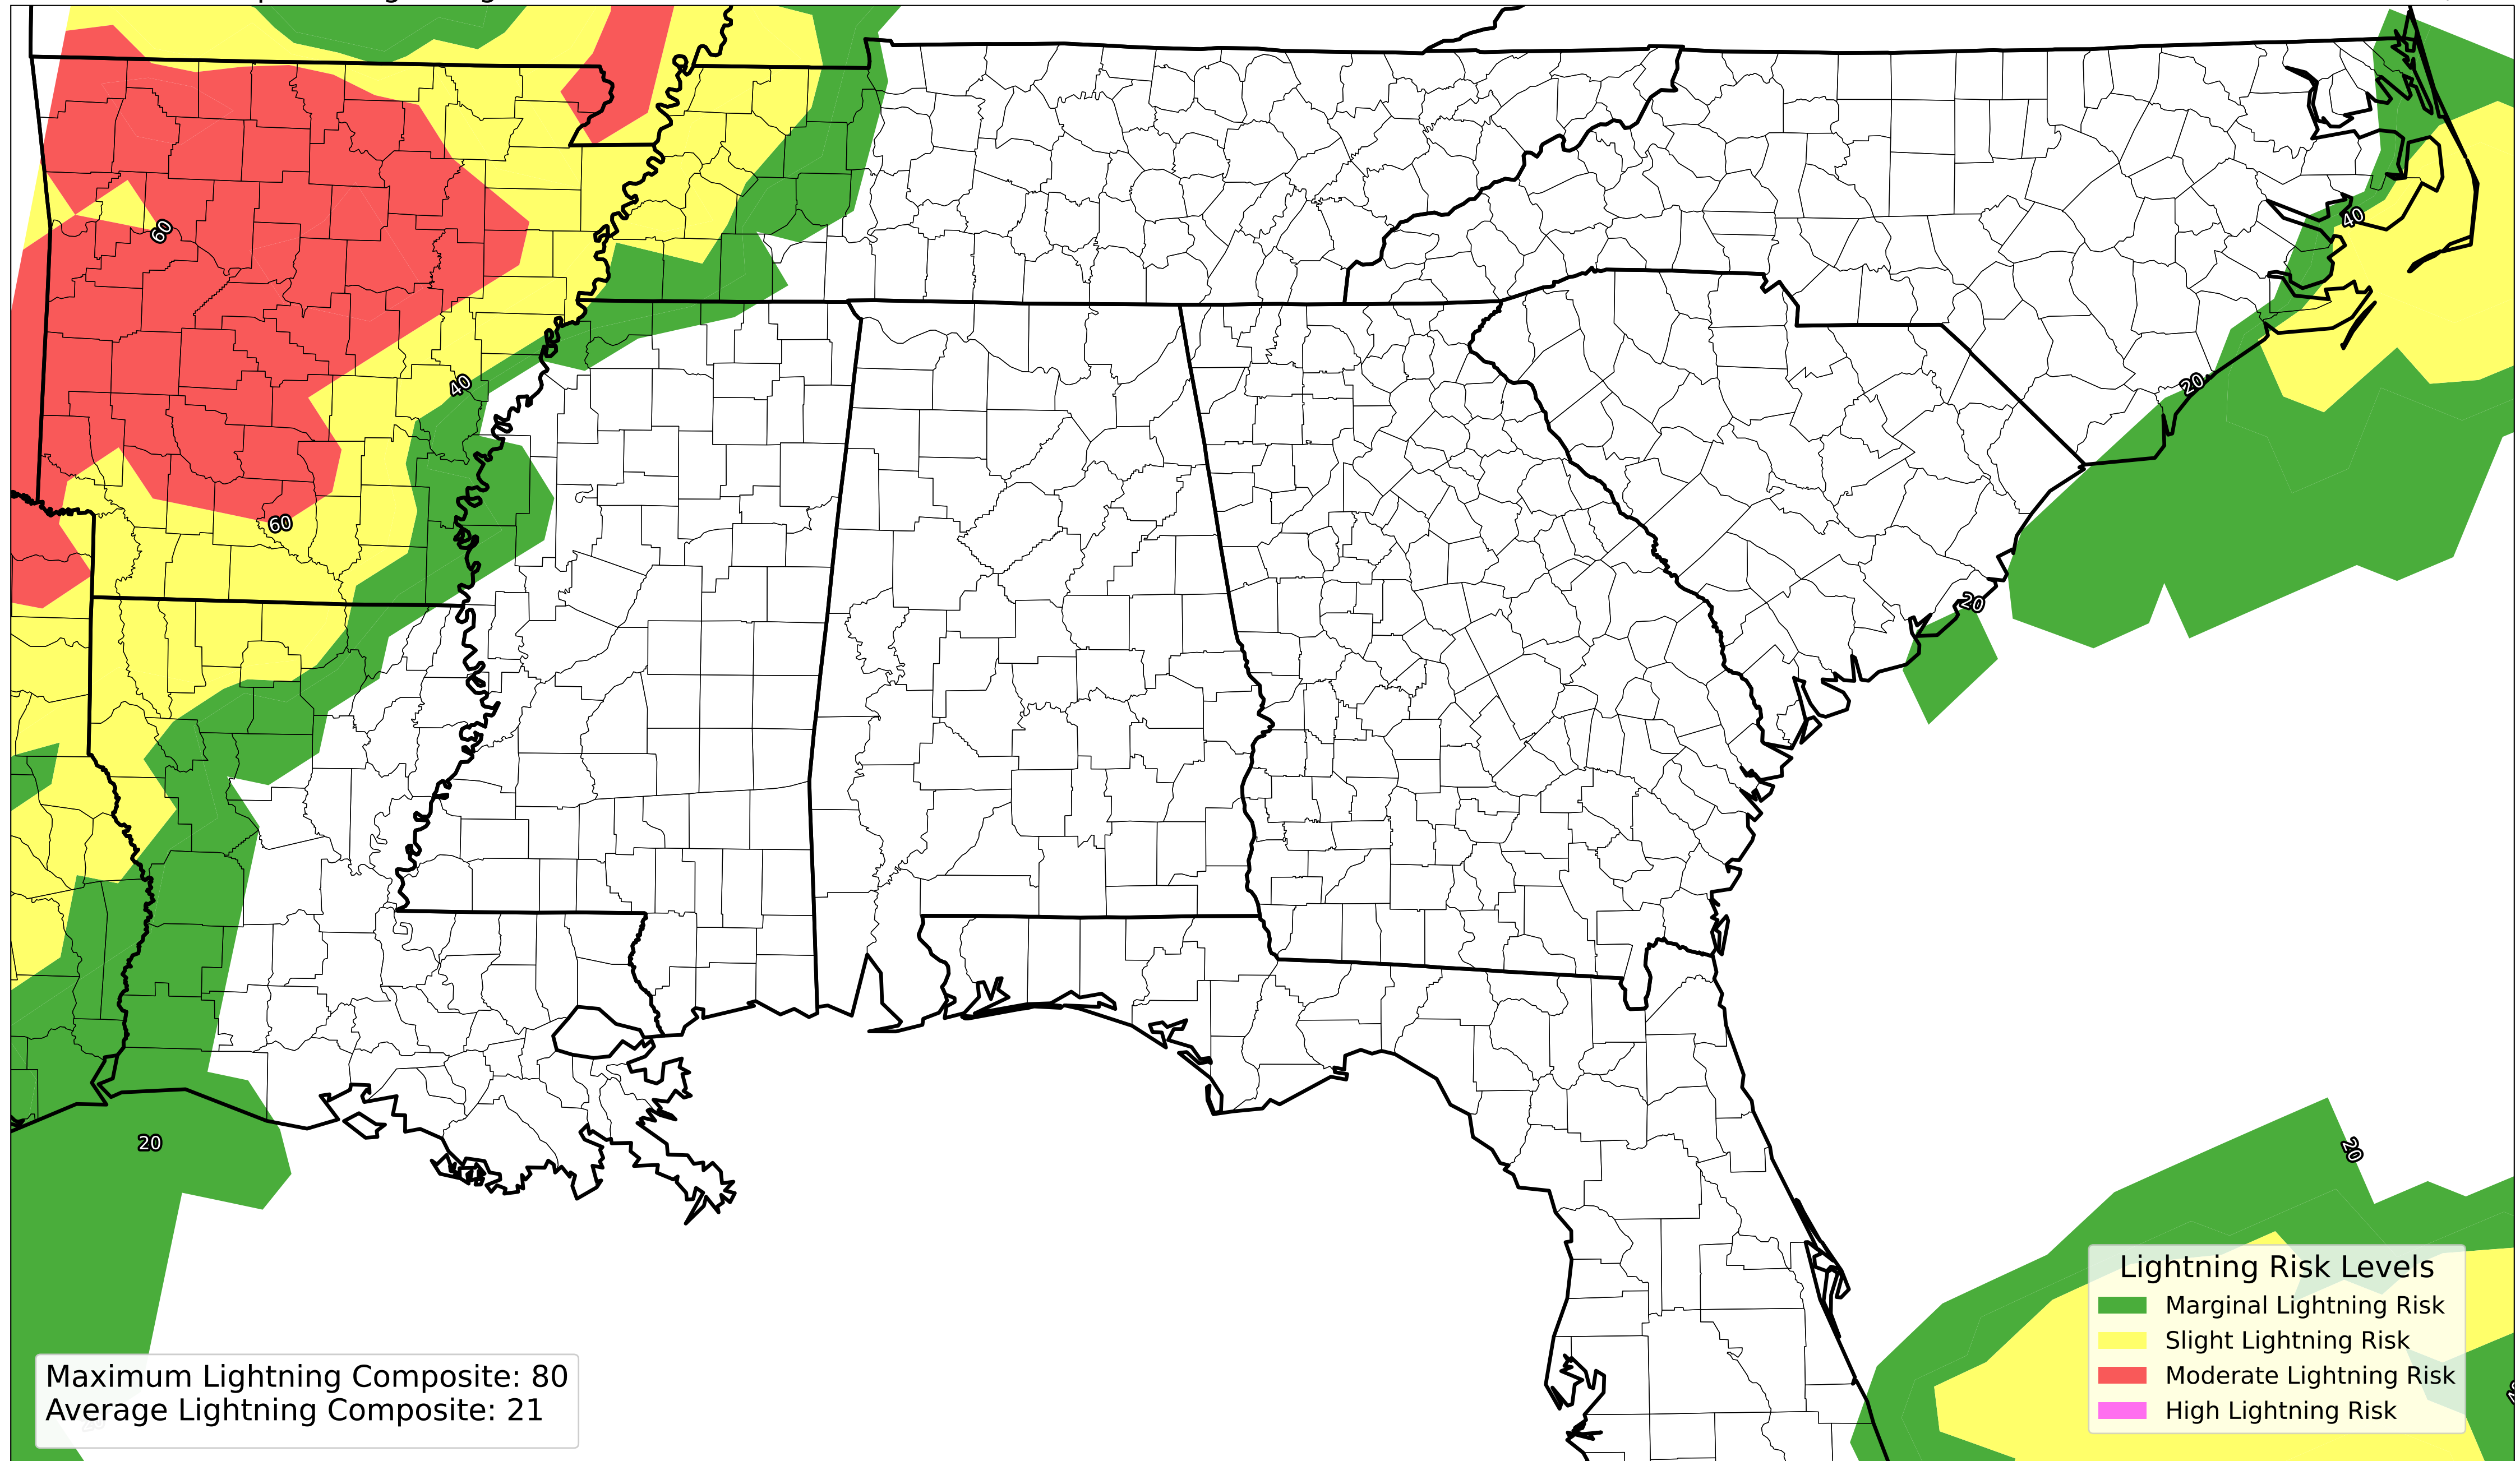 40
60
40
20
60
20
20
20
Lightning Risk Levels
Marginal Lightning Risk
Slight Lightning Risk
Moderate Lightning Risk
High Lightning Risk
Maximum Lightning Composite: 80
Average Lightning Composite: 21